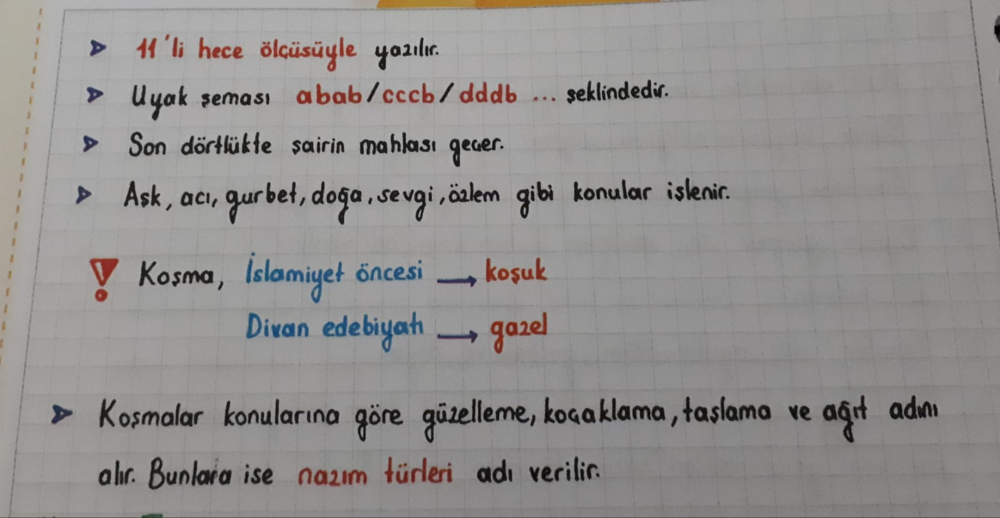 11'li hece ölçüsüyle yazılır.
Uyak şeması abab/cccb/dddb ... şeklindedir.
Son dörtlükte şairin mahlası geçer.
Aşk, acı, gurbet, doğa, sevgi, özlem gibi konular işlenir.
! Koşma, İslamiyet öncesi → koşuk
Divan edebiyatı → gazel
Koşmalar konularına göre güzelleme, koçaklama, taşlama ve ağıt adını
alır. Bunlara ise nazım türleri adı verilir.